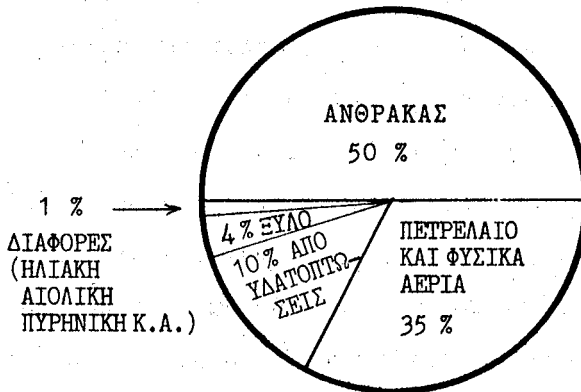 ΑΝΘΡΑΚΑΣ
50 %
1 %
ΔΙΑΦΟΡΕΣ
(ΗΛΙΑΚΗ
ΑΙΟΛΙΚΗ
ΠΥΡΗΝΙΚΗ Κ.Α.)
4 % ΞΥΛΟ
10 % ΑΠΟ
ΥΔΑΤΟΠΤΩ-
ΣΕΙΣ
ΠΕΤΡΕΛΑΙΟ
ΚΑΙ ΦΥΣΙΚΑ
ΑΕΡΙΑ
35 %